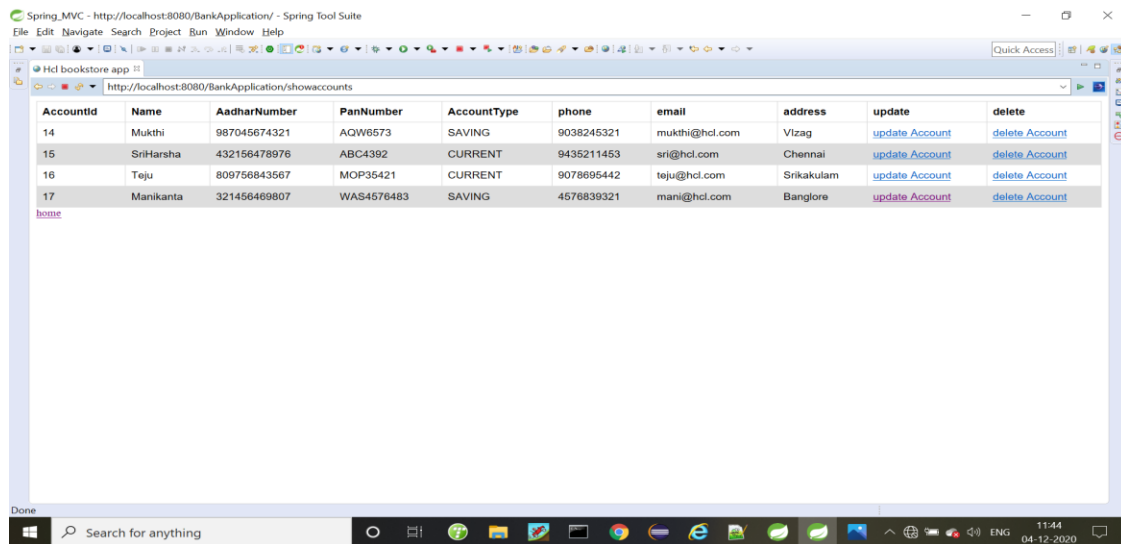 Spring_MVC - http://localhost:8080/BankApplication/ - Spring Tool Suite
File Edit Navigate Search Project Run Window Help
Quick Access
Hcl bookstore app
http://localhost:8080/BankApplication/showaccounts
AccountId Name AadharNumber PanNumber AccountType phone email address update delete
14 Mukthi 987045674321 AQW6573 SAVING 9038245321 mukthi@hcl.com VIzag update Account delete Account
15 SriHarsha 432156478976 ABC4392 CURRENT 9435211453 sri@hcl.com Chennai update Account delete Account
16 Teju 809756843567 MOP35421 CURRENT 9078695442 teju@hcl.com Srikakulam update Account delete Account
17 Manikanta 321456469807 WAS4576483 SAVING 4576839321 mani@hcl.com Banglore update Account delete Account
home
Done
Search for anything
ENG
11:44
04-12-2020